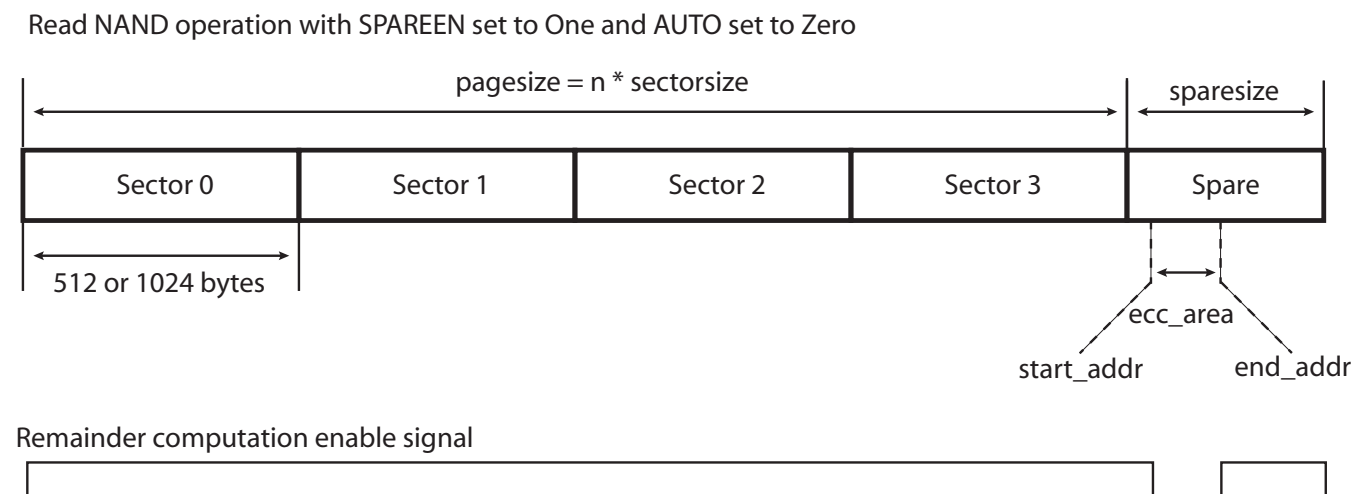 Read NAND operation with SPAREEN set to One and AUTO set to Zero
pagesize = n * sectorsize
sparesize
Sector 0
Sector 1
Sector 2
Sector 3
Spare
512 or 1024 bytes
ecc_area
start_addr
end_addr
Remainder computation enable signal